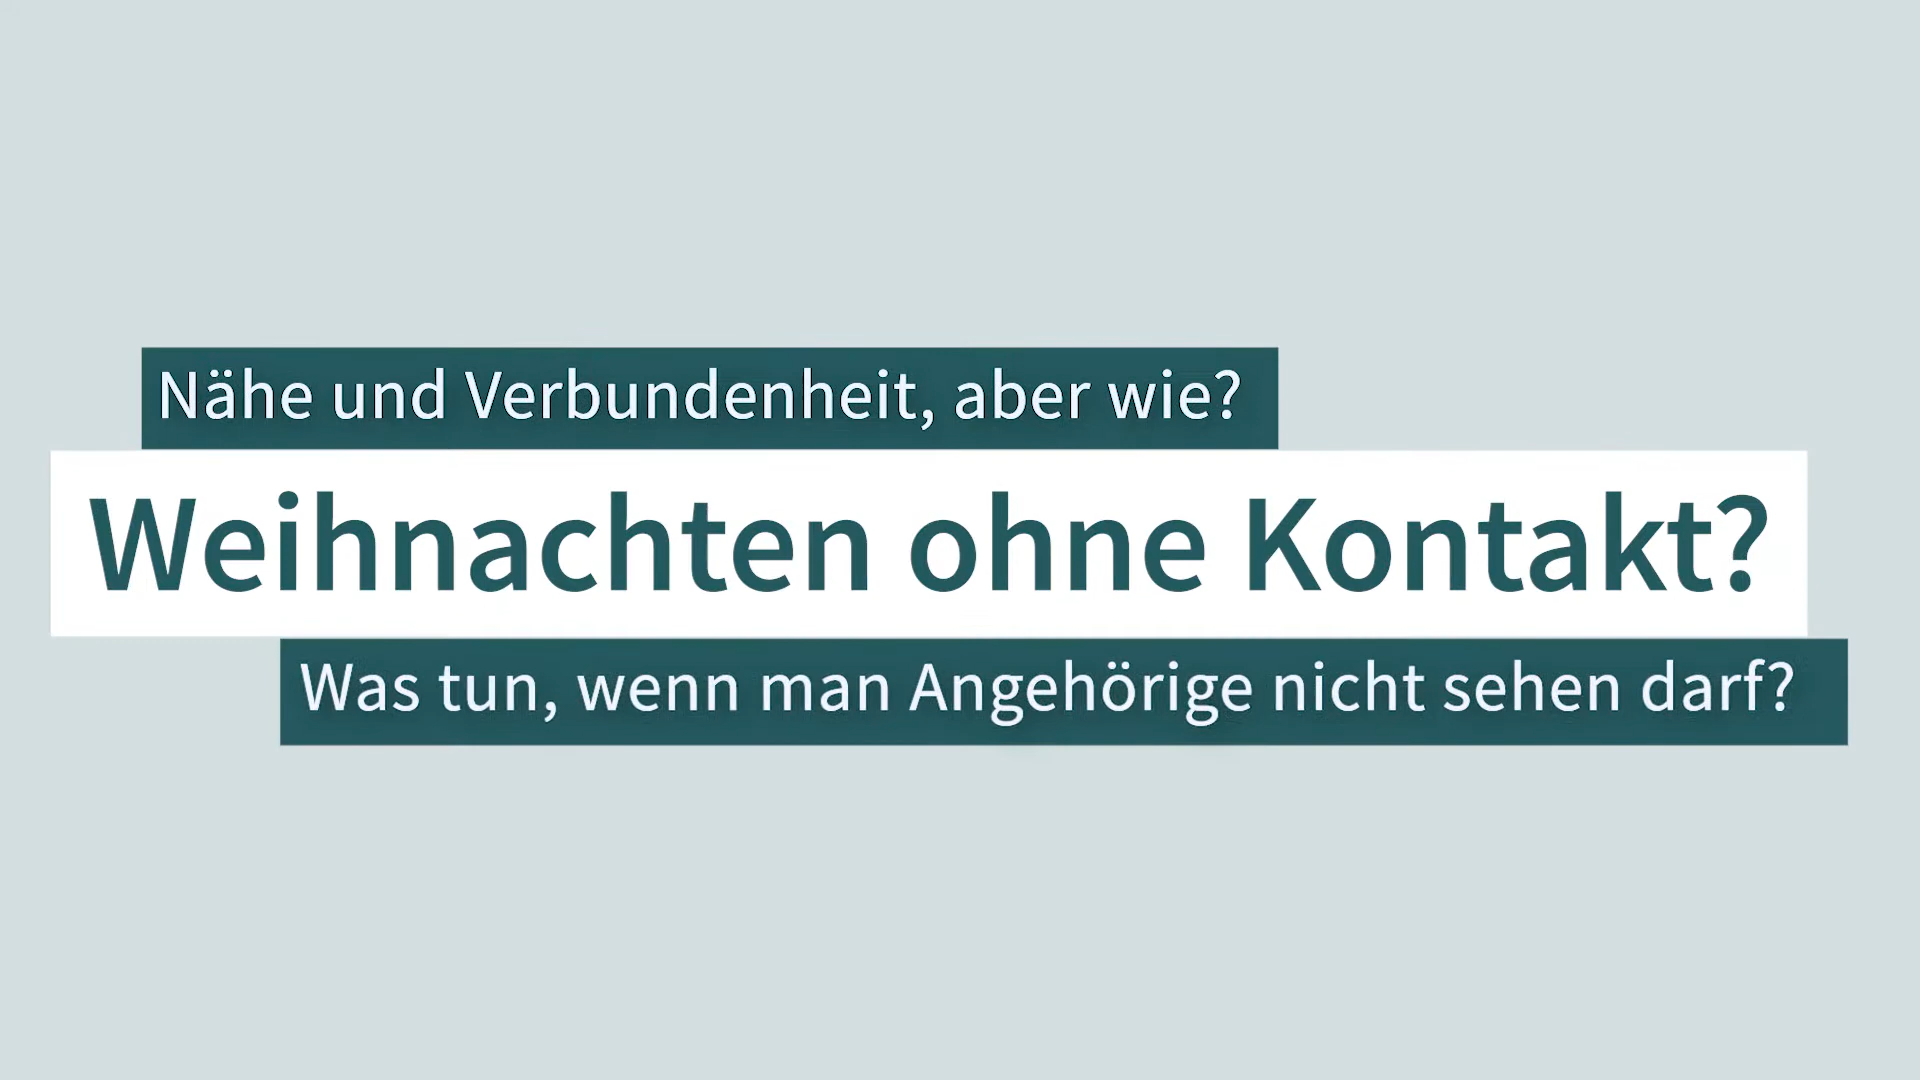 Nähe und Verbundenheit, aber wie?
Weihnachten ohne Kontakt?
Was tun, wenn man Angehörige nicht sehen darf?